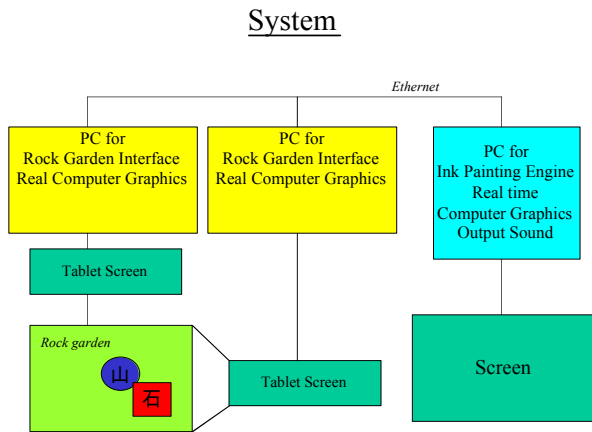 System
Ethernet
PC for
Rock Garden Interface
Real Computer Graphics
PC for
Rock Garden Interface
Real Computer Graphics
PC for
Ink Painting Engine
Real time
Computer Graphics
Output Sound
Tablet Screen
Rock garden
山
石
Tablet Screen
Screen